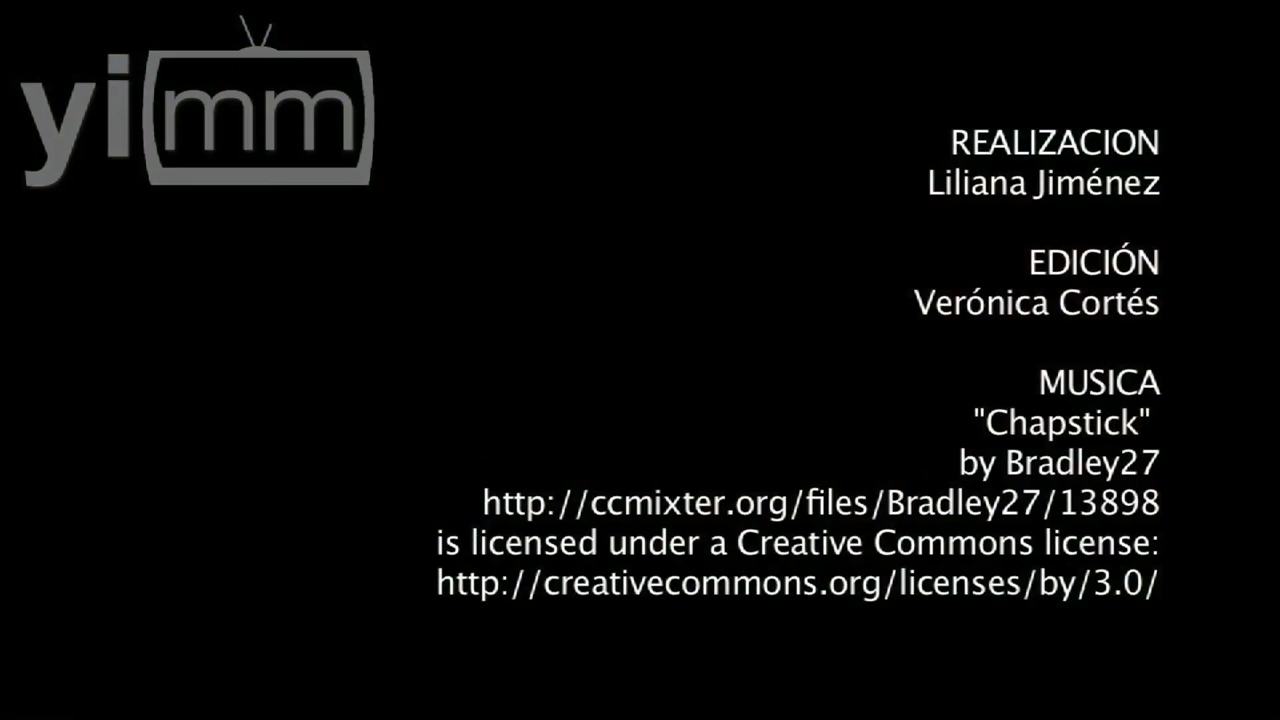 yimm
REALIZACION
Liliana Jiménez
EDICIÓN
Verónica Cortés
MUSICA
"Chapstick"
by Bradley27
http://ccmixter.org/files/Bradley27/13898
is licensed under a Creative Commons license:
http://creativecommons.org/licenses/by/3.0/